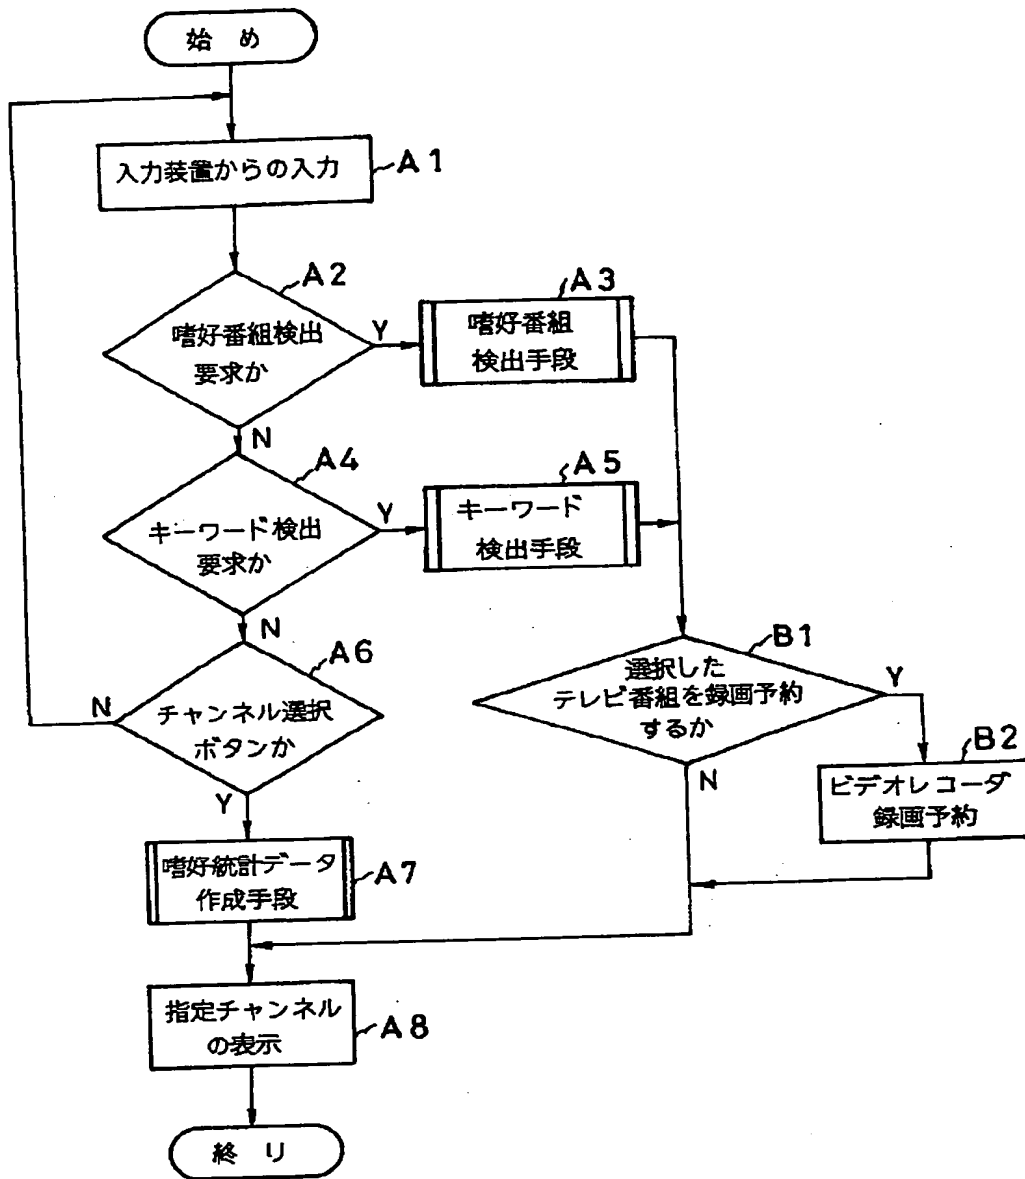 始め
入力装置からの入力
A1
A2
嗜好番組検出
要求か
Y
N
A3
嗜好番組
検出手段
A4
キーワード検出
要求か
Y
N
A5
キーワード
検出手段
A6
チャンネル選択
ボタンか
N
Y
B1
選択した
テレビ番組を録画予約
するか
Y
N
B2
ビデオレコーダ
録画予約
嗜好統計データ
作成手段
A7
指定チャンネル
の表示
A8
終り